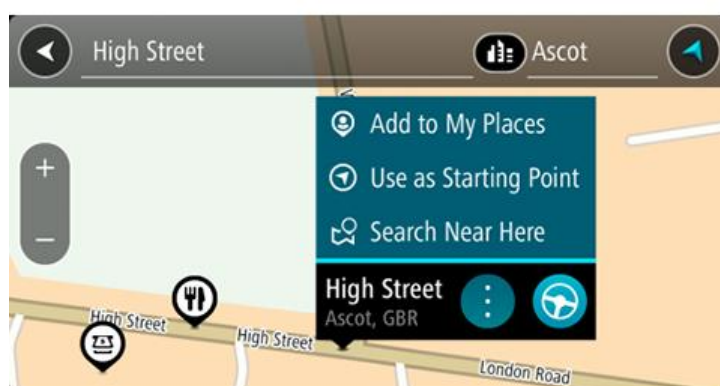 High Street
Ascot
Add to My Places
Use as Starting Point
Search Near Here
High Street
Ascot, GBR
High Street
High Street
London Road